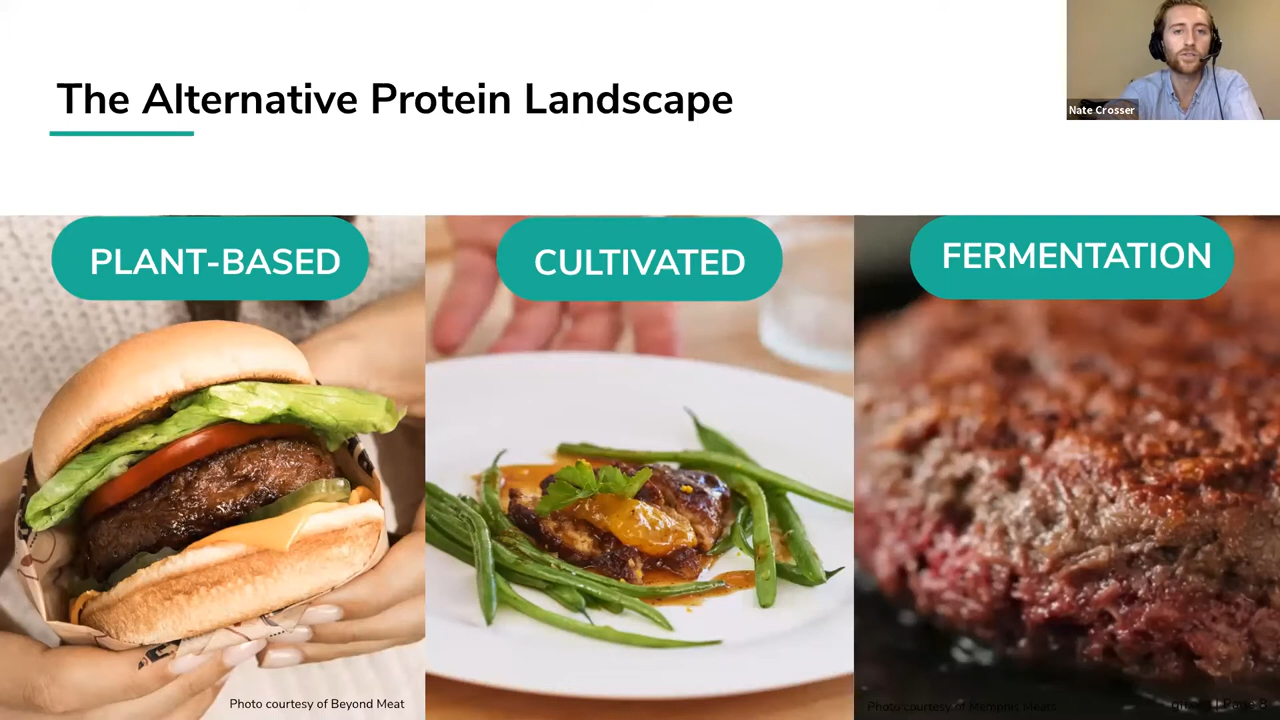 The Alternative Protein Landscape
Nate Crosser
PLANT-BASED
CULTIVATED
FERMENTATION
Photo courtesy of Beyond Meat
Photo courtesy of Memphis Meats